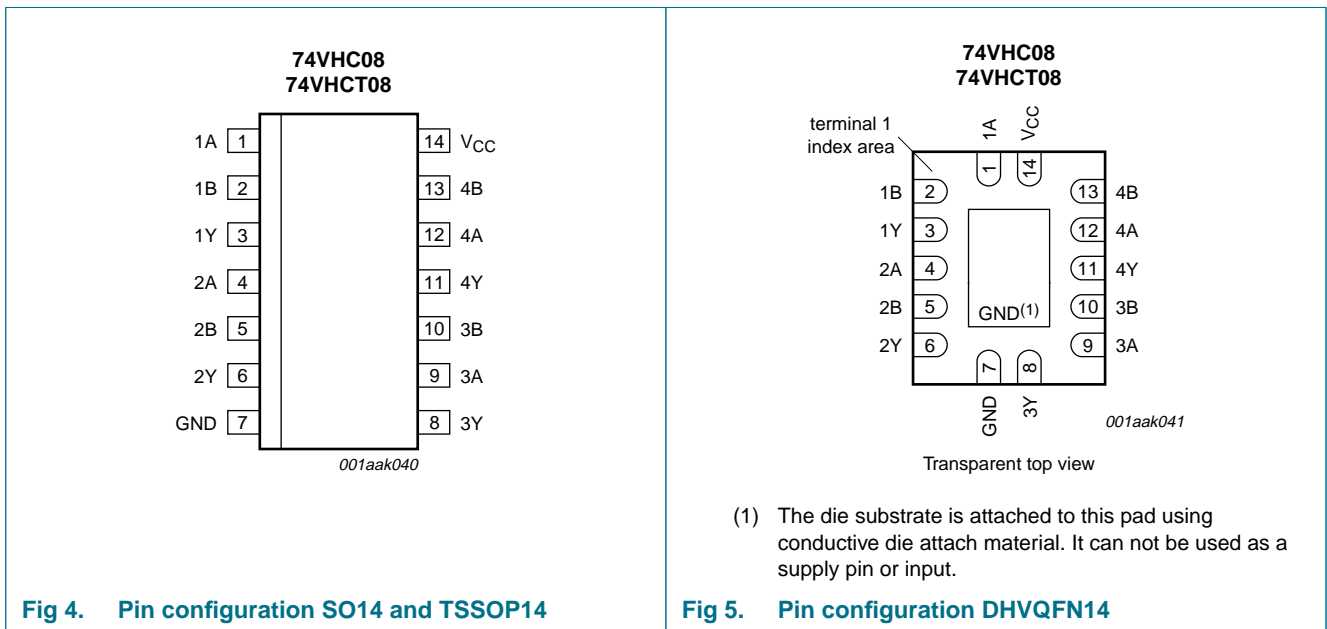 74VHC08
74VHCT08
1A 1 14 VCC
1B 2 13 4B
1Y 3 12 4A
2A 4 11 4Y
2B 5 10 3B
2Y 6 9 3A
GND 7 8 3Y
001aak040
Fig 4. Pin configuration SO14 and TSSOP14
74VHC08
74VHCT08
terminal 1
index area
1A VCC
1 14
1B 2 13 4B
1Y 3 12 4A
2A 4 11 4Y
2B 5 10 3B
GND(1)
2Y 6 9 3A
7 8
GND 3Y
001aak041
Transparent top view
(1) The die substrate is attached to this pad using
conductive die attach material. It can not be used as a
supply pin or input.
Fig 5. Pin configuration DHVQFN14